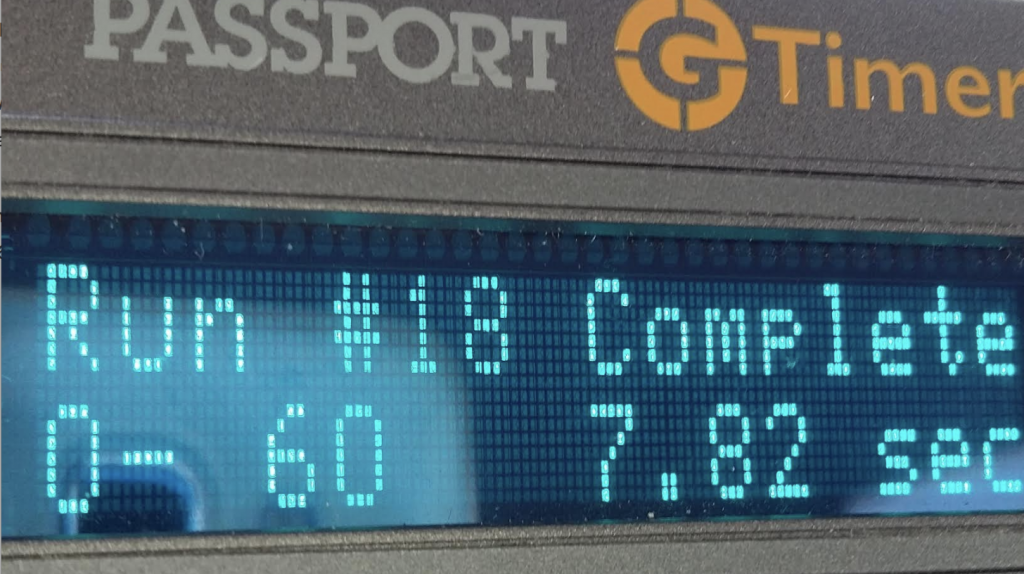 PASSPORT G Timer
Run #18 Complete
0- 60 7.82 sec